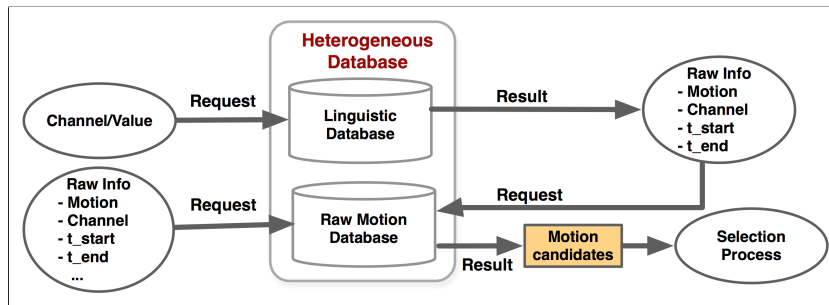 Heterogeneous
Database
Channel/Value
Request
Linguistic
Database
Result
Raw Info
- Motion
- Channel
- t_start
- t_end
Raw Info
- Motion
- Channel
- t_start
- t_end
...
Request
Raw Motion
Database
Request
Result
Motion
candidates
Selection
Process